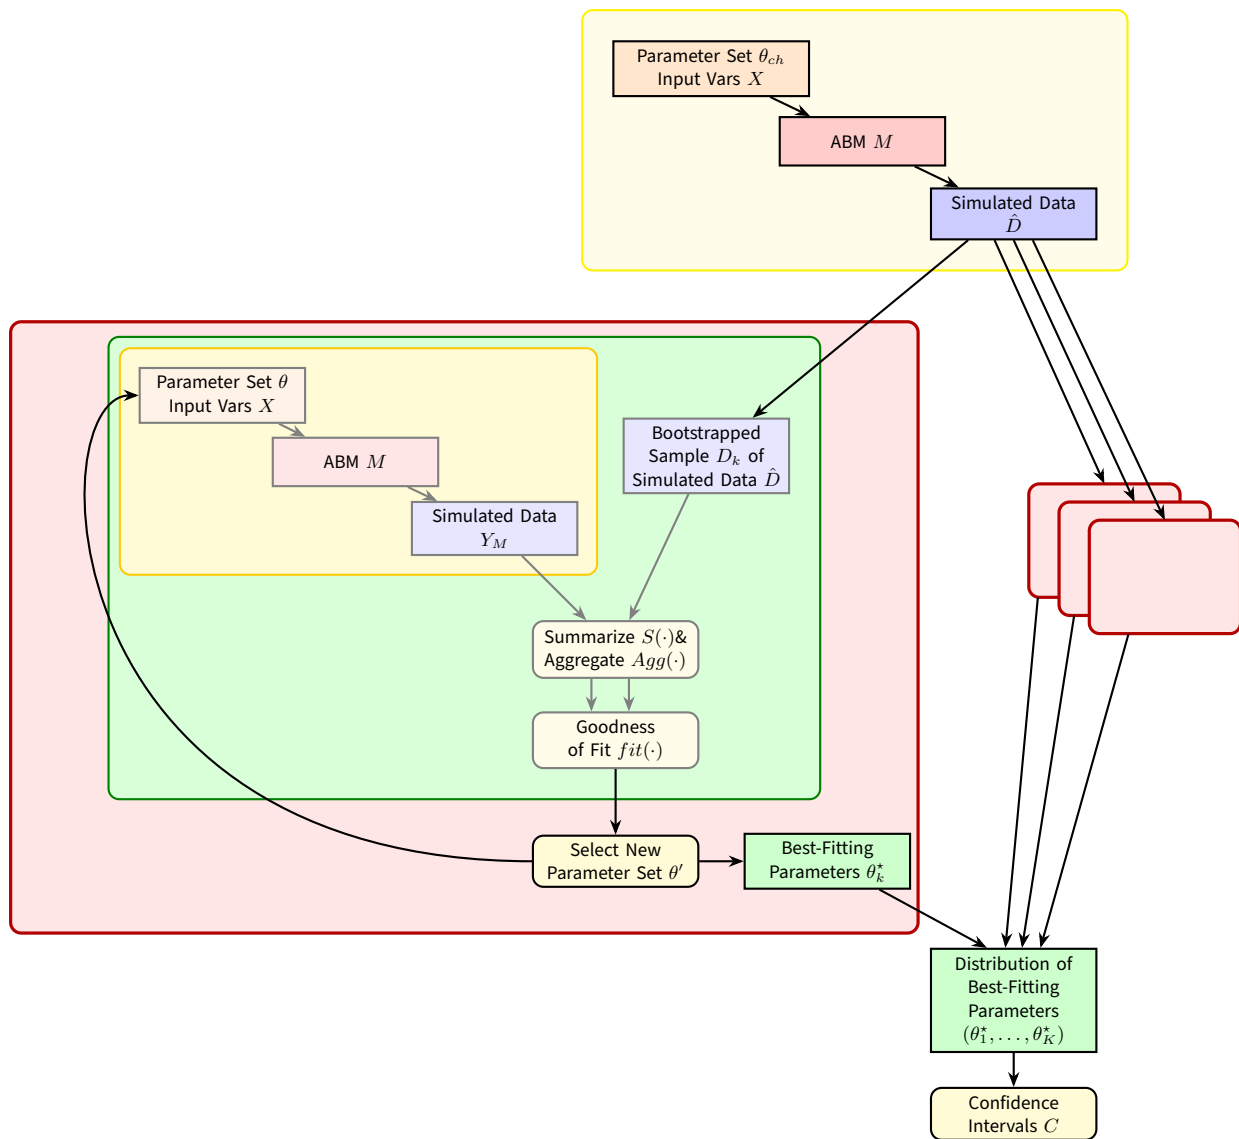 Parameter Set θ_{ch}
Input Vars X
ABM M
Simulated Data
D̂
Parameter Set θ
Input Vars X
ABM M
Simulated Data
Y_M
Bootstrapped
Sample D_k of
Simulated Data D̂
Summarize S(·)&
Aggregate Agg(·)
Goodness
of Fit fit(·)
Select New
Parameter Set θ'
Best-Fitting
Parameters θ^⋆_k
Distribution of
Best-Fitting
Parameters
(θ^⋆_1, . . . , θ^⋆_K)
Confidence
Intervals C